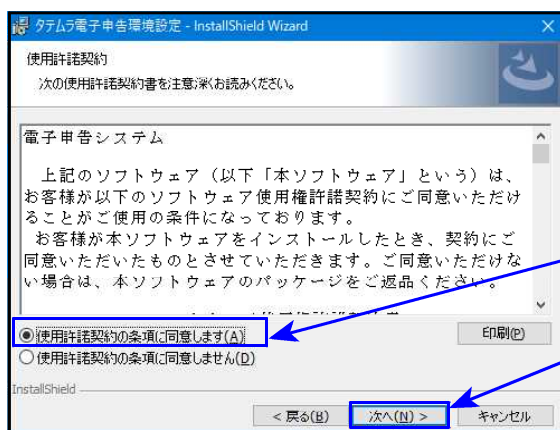 タテムラ電子申告環境設定 - InstallShield Wizard
使用許諾契約
次の使用許諾契約書を注意深くお読みください。
電子申告システム
上記のソフトウェア（以下「本ソフトウェア」という）は、
お客様が以下のソフトウェア使用権許諾契約にご同意いただけ
ることがご使用の条件になっております。
お客様が本ソフトウェアをインストールしたとき、契約にご
同意いただいたものとさせていただきます。ご同意いただけな
い場合は、本ソフトウェアのパッケージをご返品ください。
使用許諾契約の条項に同意します(A)
印刷(P)
使用許諾契約の条項に同意しません(D)
InstallShield
< 戻る(B)
次へ(N) >
キャンセル